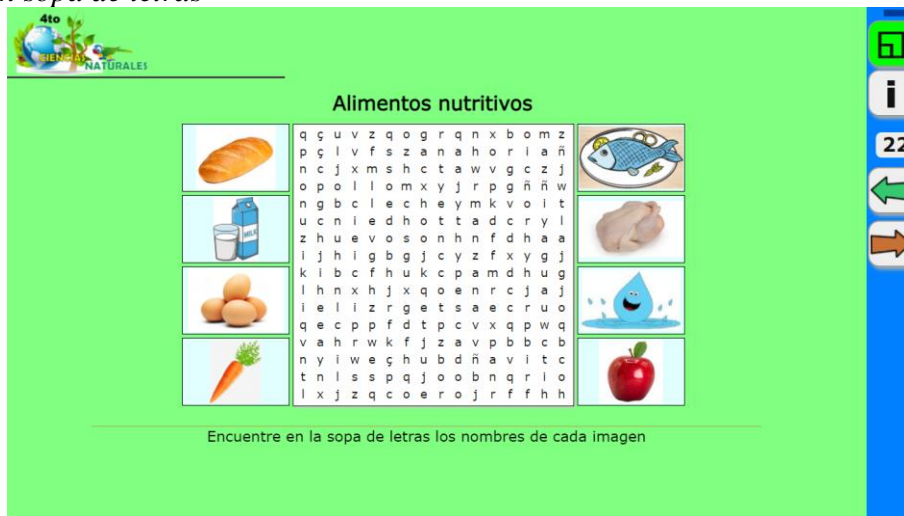 n sopa de letras
4to
CIENCIAS
NATURALES
Alimentos nutritivos
q ç u v z q o g r q n x b o m z
p ç l v f s z a n a h o r i a ñ
n c j x m s h c t a w v g c z j
o p o l l o m x y j r p g ñ ñ w
n g b c l e c h e y m k v o i t
u c n i e d h o t t a d c r y l
z h u e v o s o n h n f d h a a
i j h i g b g j c y z f x y g j
k i b c f h u k c p a m d h u g
l h n x h j x q o e n r c j a j
i e l i z r g e t s a e c r u o
q e c p p f d t p c v x q p w q
v a h r w k f j z a v p b b c b
n y i w e ç h u b d ñ a v i t c
t n l s s p q j o o b n q r i o
l x j z q c o e r o j r f f h h
MILK
i
22
Encuentre en la sopa de letras los nombres de cada imagen